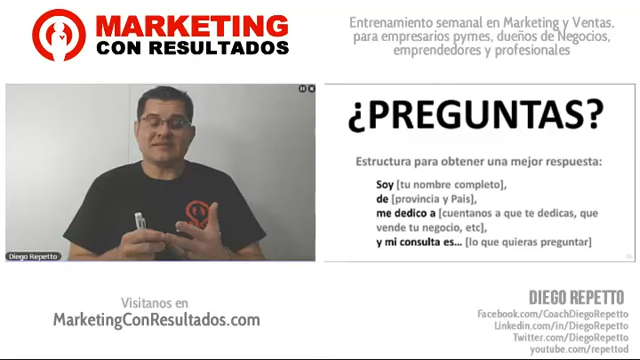 MARKETING
CON RESULTADOS
Entrenamiento semanal en Marketing y Ventas,
para empresarios pymes, dueños de Negocios,
emprendedores y profesionales
Diego Repetto
¿PREGUNTAS?
Estructura para obtener una mejor respuesta:
Soy [tu nombre completo],
de [provincia y Pais],
me dedico a [cuentanos a que te dedicas, que
vende tu negocio, etc],
y mi consulta es... [lo que quieras preguntar]
Visitanos en
MarketingConResultados.com
DIEGO REPETTO
Facebook.com/CoachDiegoRepetto
Linkedin.com/in/DiegoRepetto
Twitter.com/DiegoRepetto
youtube.com/repettod